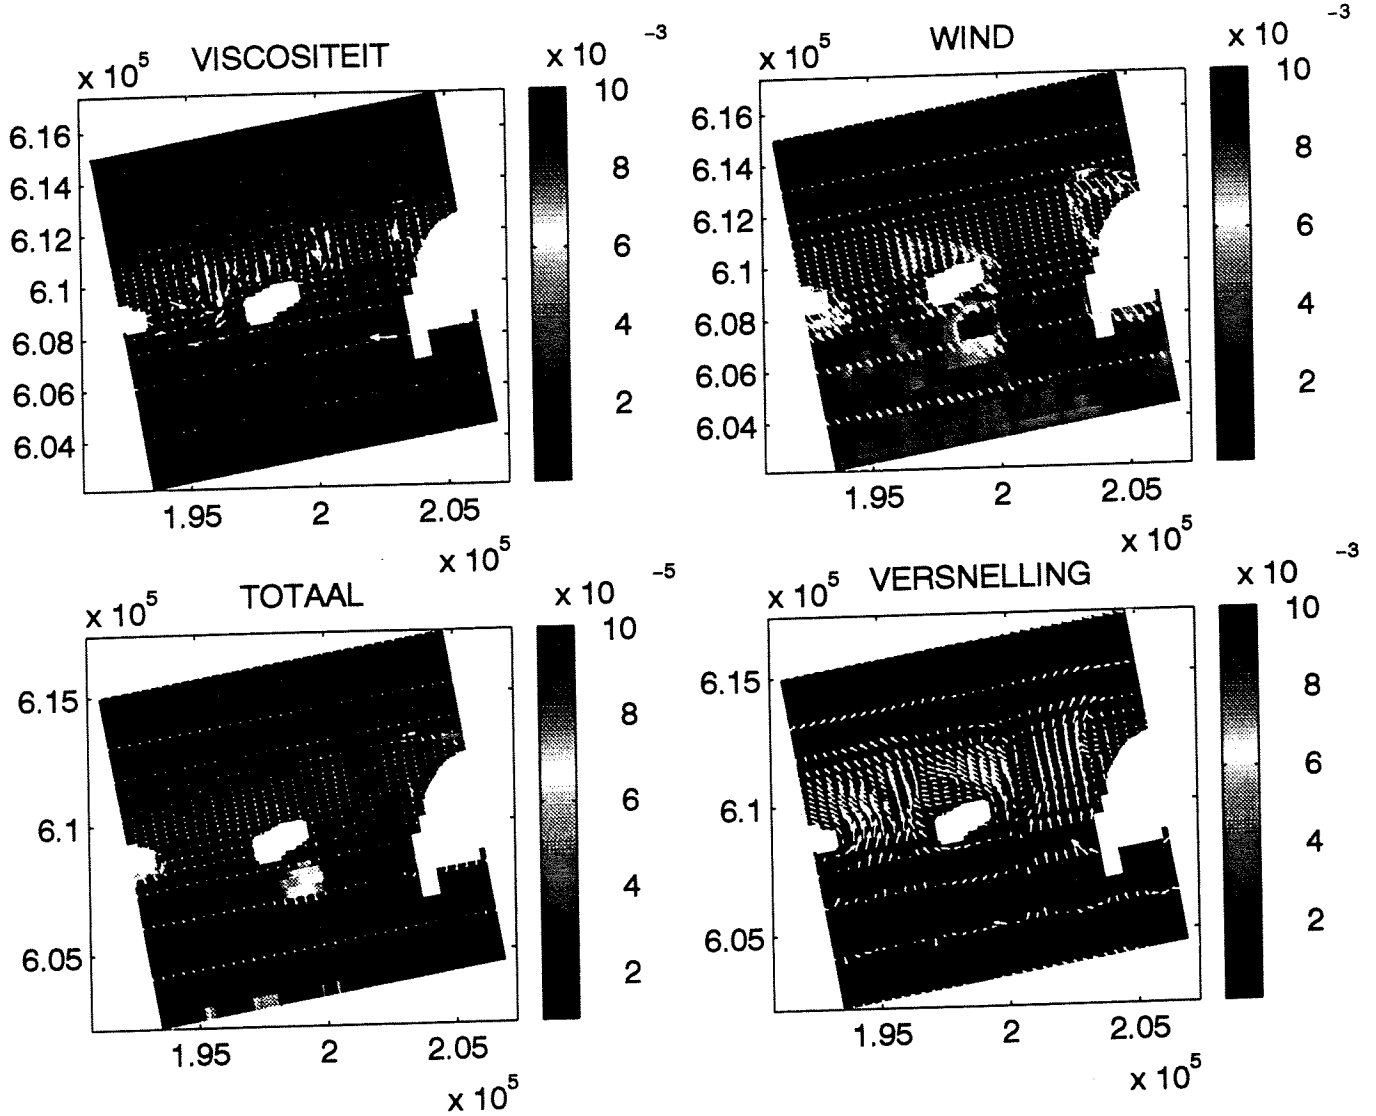 VISCOSITEIT
x 10^5
x 10^-3
6.16
6.14
6.12
6.1
6.08
6.06
6.04
1.95 2 2.05
x 10^5
10
8
6
4
2
WIND
x 10^5
x 10^-3
6.16
6.14
6.12
6.1
6.08
6.06
6.04
1.95 2 2.05
x 10^5
10
8
6
4
2
TOTAAL
x 10^5
x 10^-5
6.15
6.1
6.05
1.95 2 2.05
x 10^5
10
8
6
4
2
VERSNELLING
x 10^5
x 10^-3
6.15
6.1
6.05
1.95 2 2.05
x 10^5
10
8
6
4
2